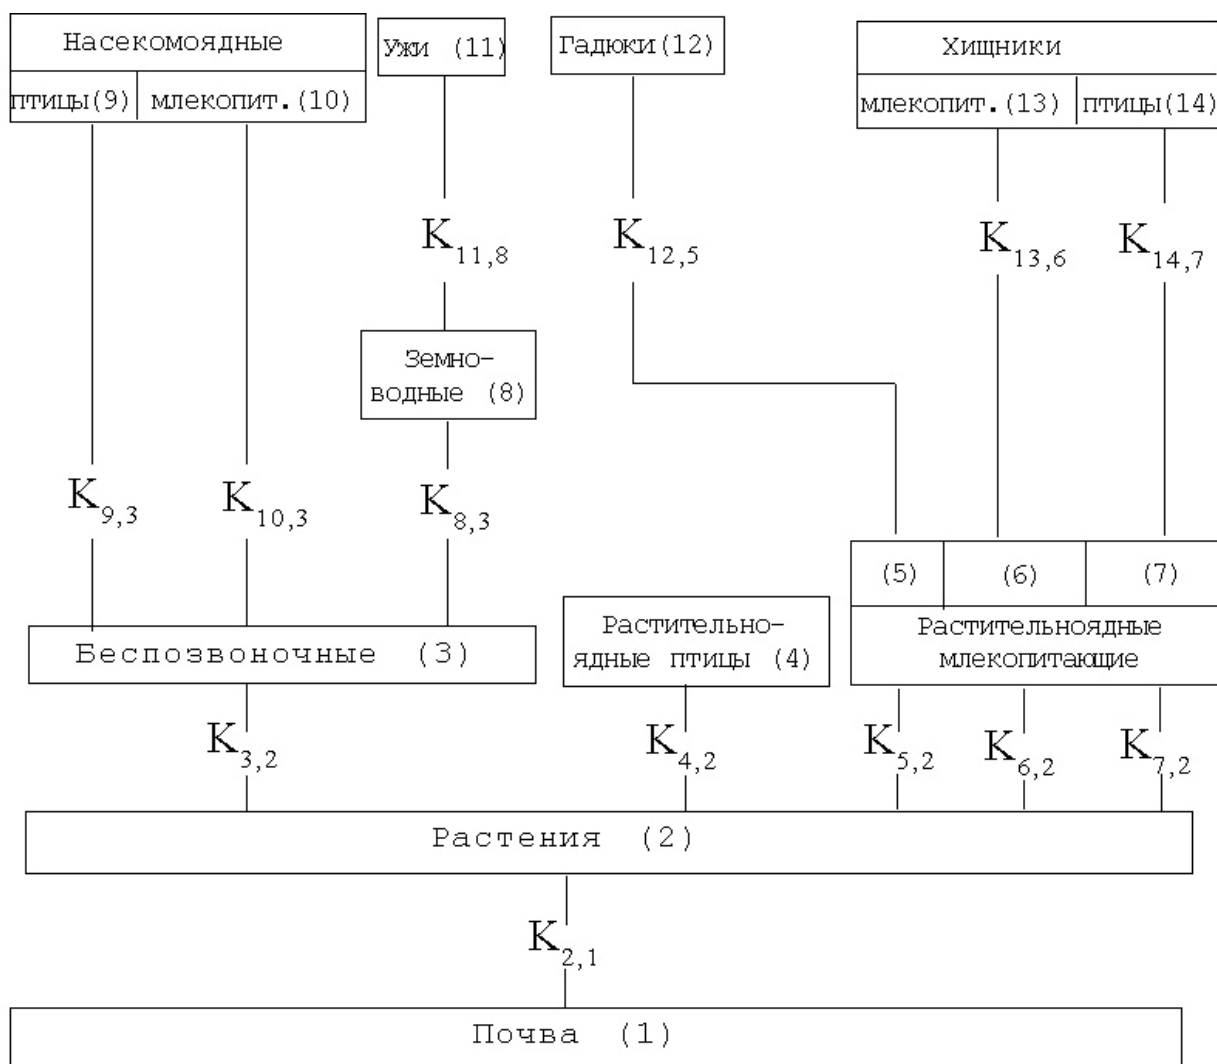 Насекомоядные
птицы(9) млекопит.(10)
Ужи (11)
Гадюки(12)
Хищники
млекопит.(13) птицы(14)
K11,8
K12,5
K13,6
K14,7
Земно-
водные (8)
K9,3
K10,3
K8,3
(5) (6) (7)
Растительноядные
млекопитающие
Растительно-
ядные птицы (4)
Беспозвоночные (3)
K3,2
K4,2
K5,2
K6,2
K7,2
Растения (2)
K2,1
Почва (1)